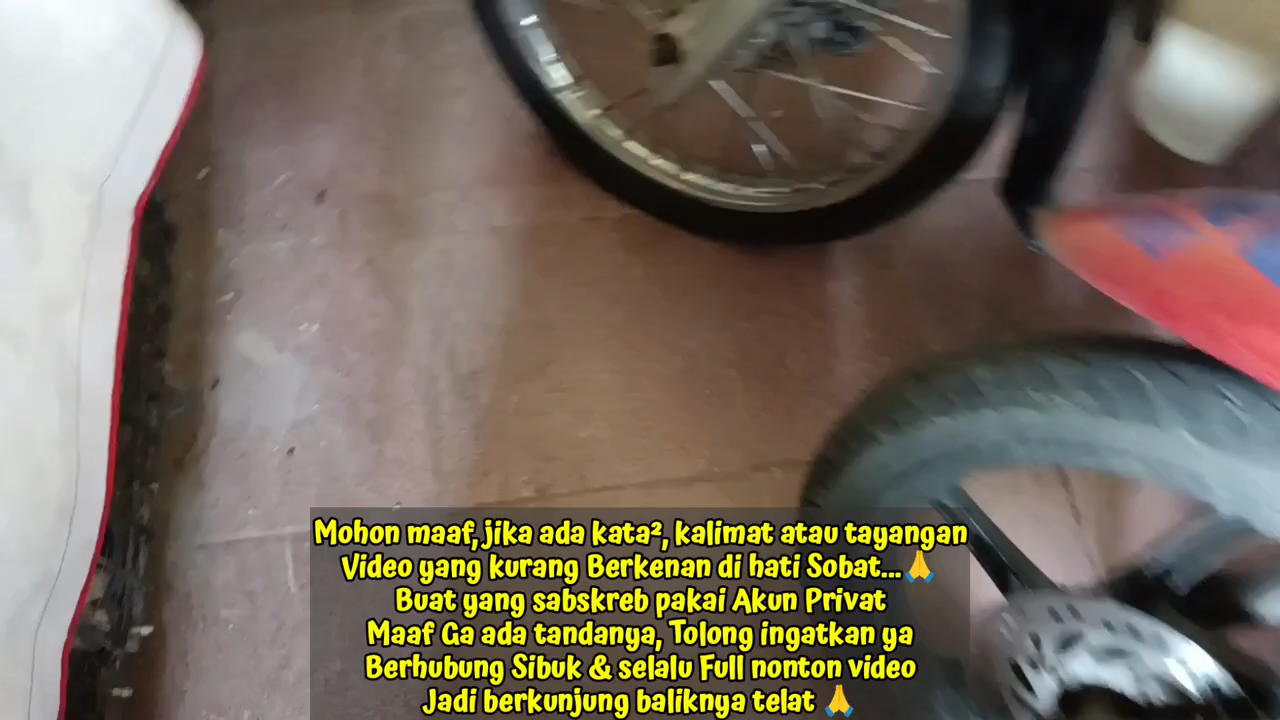 Mohon maaf, jika ada kata², kalimat atau tayangan
Video yang kurang Berkenan di hati Sobat...🙏
Buat yang sabskreb pakai Akun Privat
Maaf Ga ada tandanya, Tolong ingatkan ya
Berhubung Sibuk & selalu Full nonton video
Jadi berkunjung baliknya telat 🙏